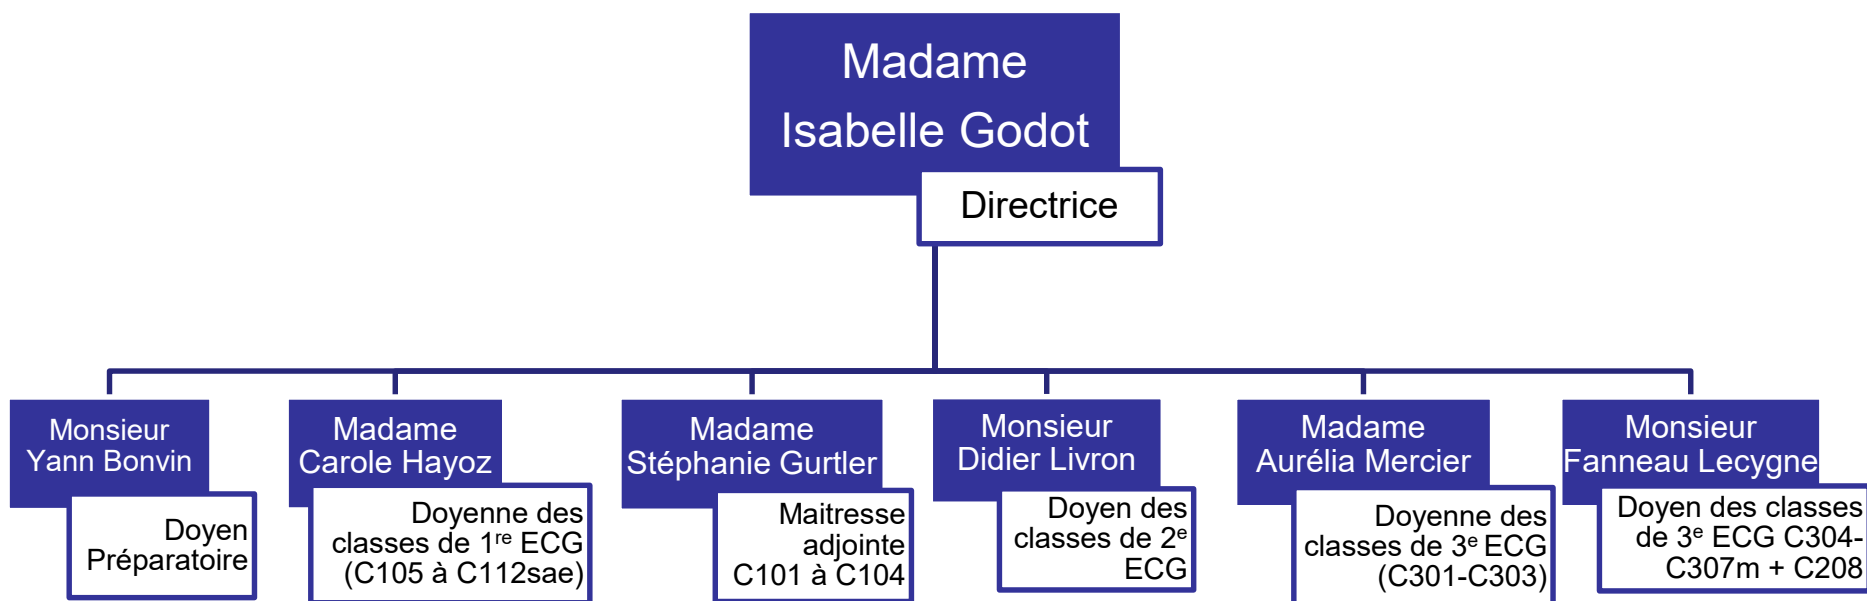 Madame
Isabelle Godot
Directrice
Monsieur
Yann Bonvin
Doyen
Préparatoire
Madame
Carole Hayoz
Doyenne des
classes de 1re ECG
(C105 à C112sae)
Madame
Stéphanie Gurtler
Maitresse
adjointe
C101 à C104
Monsieur
Didier Livron
Doyen des
classes de 2e
ECG
Madame
Aurélia Mercier
Doyenne des
classes de 3e ECG
(C301-C303)
Monsieur
Fanneau Lecygne
Doyen des classes
de 3e ECG C304-
C307m + C208